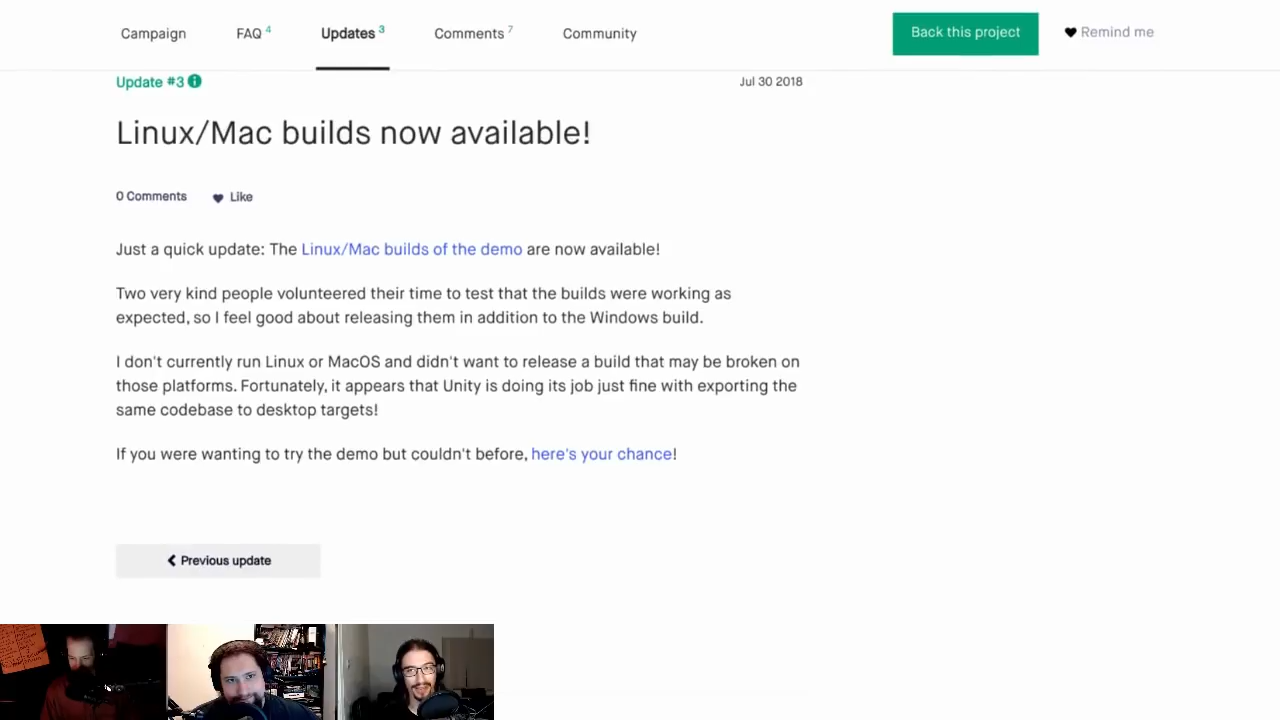 Campaign FAQ 4 Updates 3 Comments 7 Community Back this project Remind me
Update #3 Jul 30 2018
Linux/Mac builds now available!
0 Comments Like
Just a quick update: The Linux/Mac builds of the demo are now available!
Two very kind people volunteered their time to test that the builds were working as
expected, so I feel good about releasing them in addition to the Windows build.
I don't currently run Linux or MacOS and didn't want to release a build that may be broken on
those platforms. Fortunately, it appears that Unity is doing its job just fine with exporting the
same codebase to desktop targets!
If you were wanting to try the demo but couldn't before, here's your chance!
Previous update